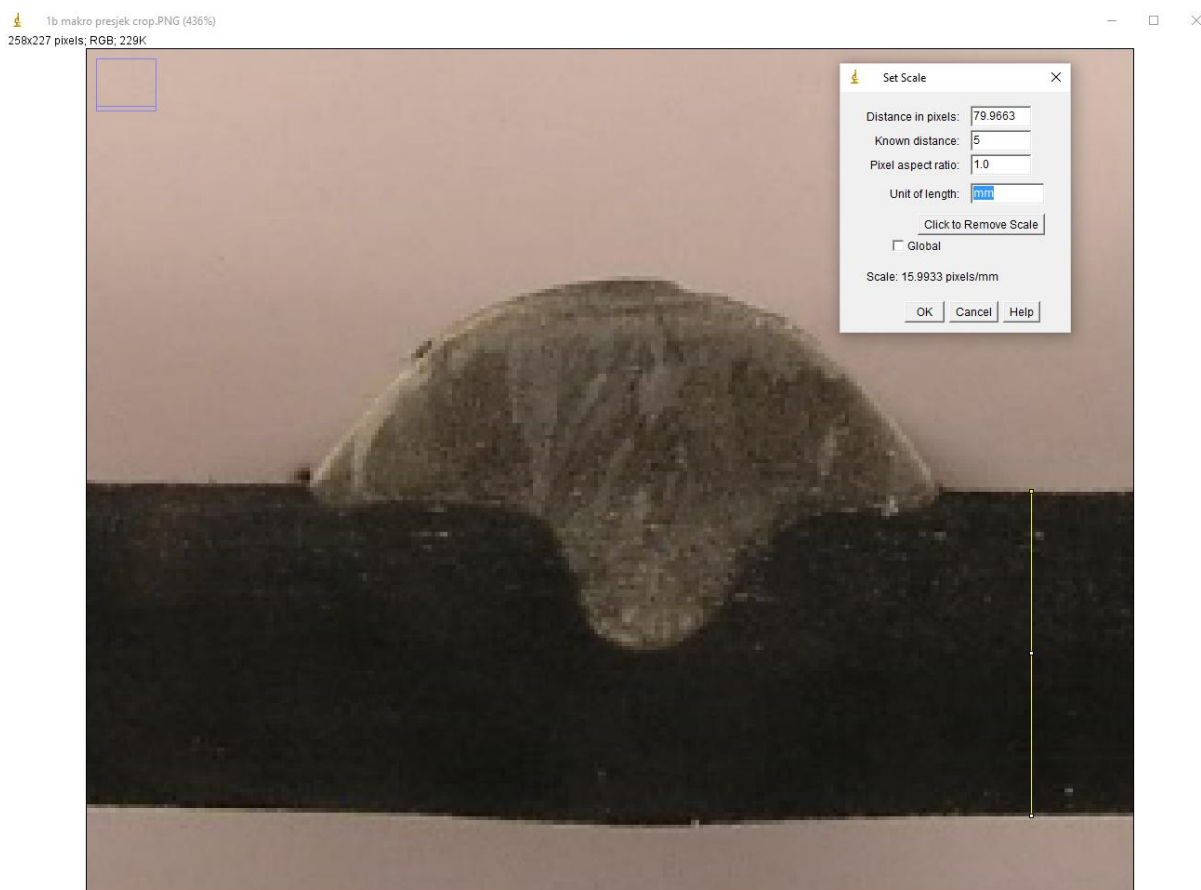 1b makro presjek crop.PNG (436%)
258x227 pixels; RGB; 229K
Set Scale
Distance in pixels: 79.9663
Known distance: 5
Pixel aspect ratio: 1.0
Unit of length: mm
Click to Remove Scale
Global
Scale: 15.9933 pixels/mm
OK Cancel Help